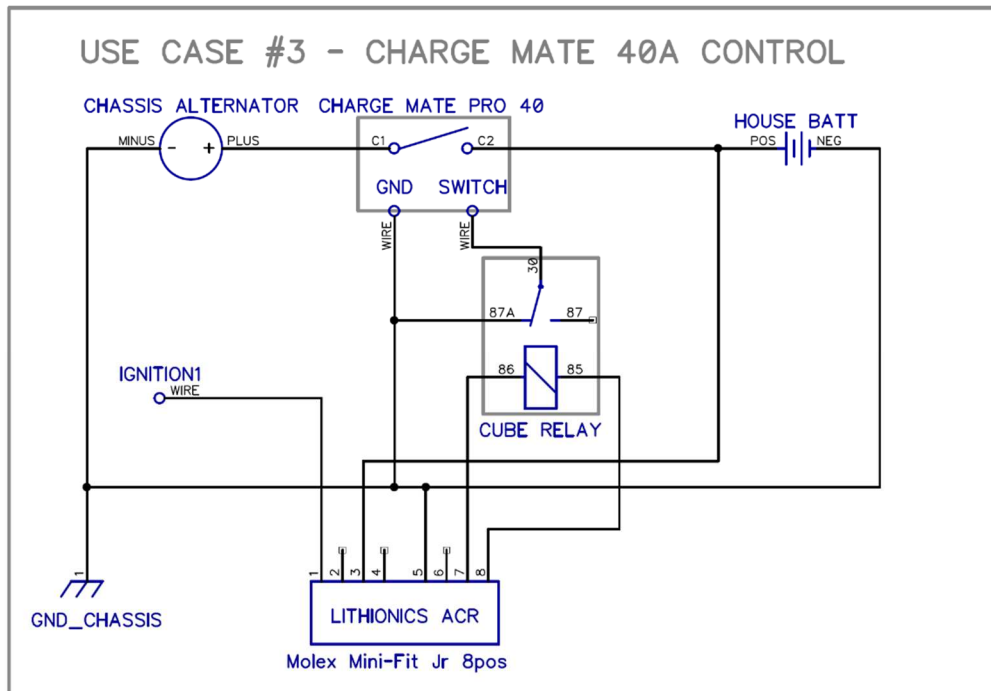 USE CASE #3 - CHARGE MATE 40A CONTROL
CHASSIS ALTERNATOR
CHARGE MATE PRO 40
HOUSE BATT
MINUS
-
+
PLUS
C1
C2
POS
NEG
GND
SWITCH
WIRE
WIRE
30
87A
87
86
85
CUBE RELAY
IGNITION1
WIRE
1
GND_CHASSIS
1
2
3
4
5
6
7
8
LITHIONICS ACR
Molex Mini-Fit Jr 8pos